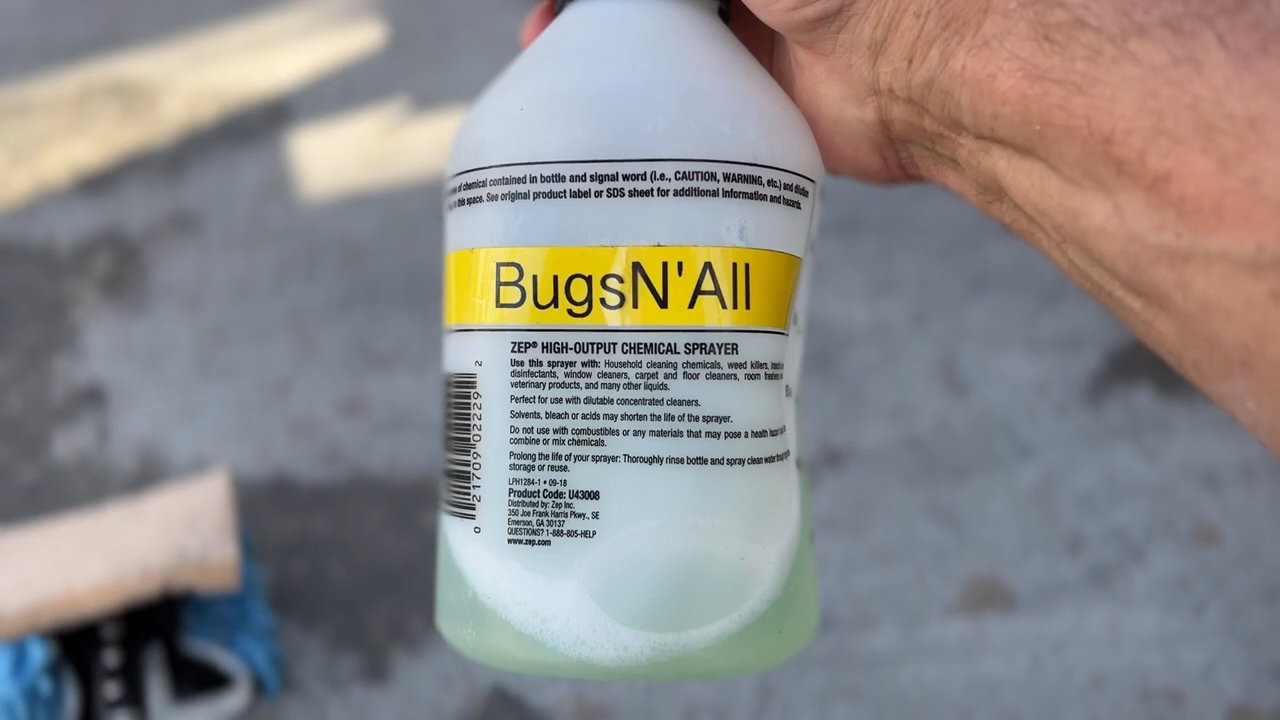 of chemical contained in bottle and signal word (i.e., CAUTION, WARNING, etc.) and dilution
in this space. See original product label or SDS sheet for additional information and hazards.
BugsN'All
ZEP® HIGH-OUTPUT CHEMICAL SPRAYER
Use this sprayer with: Household cleaning chemicals, weed killers,
disinfectants, window cleaners, carpet and floor cleaners, room
veterinary products, and many other liquids.
Perfect for use with dilutable concentrated cleaners.
Solvents, bleach or acids may shorten the life of the sprayer.
Do not use with combustibles or any materials that may pose a health
combine or mix chemicals.
Prolong the life of your sprayer: Thoroughly rinse bottle and spray clean water
storage or reuse.
LPH1284-1 • 09-18
Product Code: U43008
Distributed by: Zep Inc.
350 Joe Frank Harris Pkwy., SE
Emerson, GA 30137
QUESTIONS? 1-888-805-HELP
www.zep.com
0 21709 02229 2